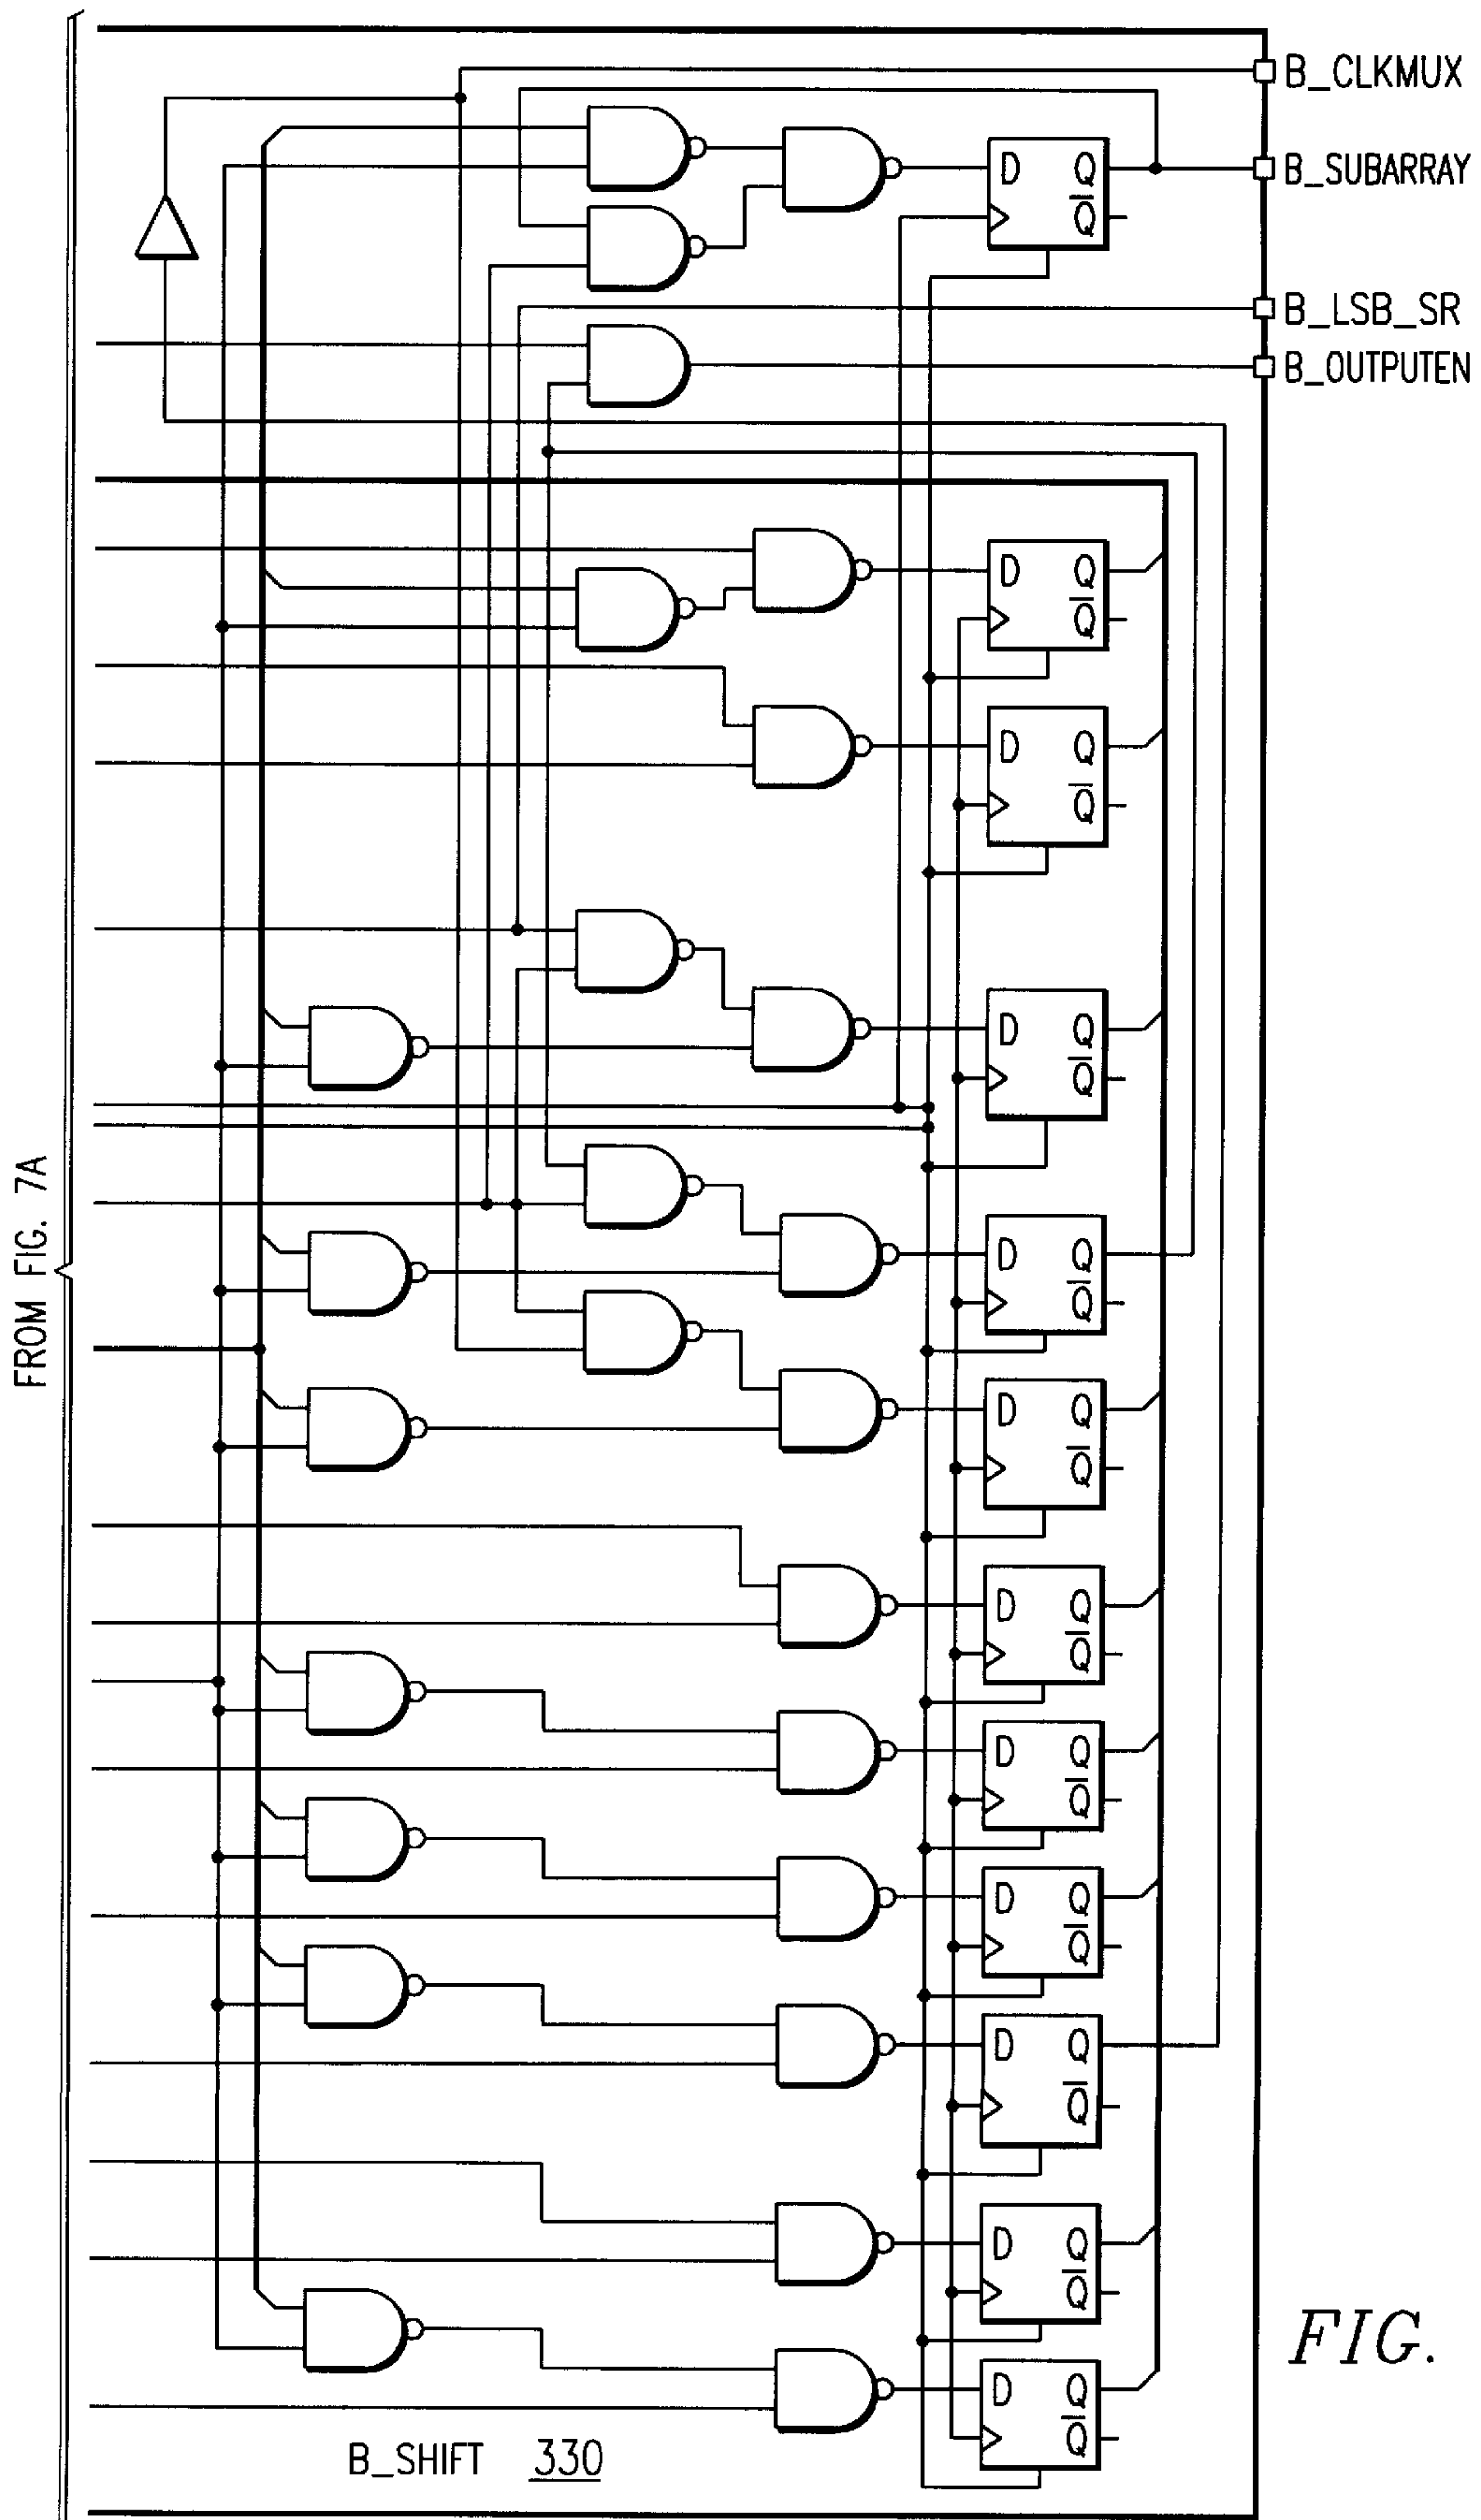 B_CLKMUX
D Q B_SUBARRAY
Q̅
B_LSB_SR
B_OUTPUTEN
D Q
Q̅
D Q
Q̅
D Q
Q̅
FROM FIG. 7A
D Q
Q̅
D Q
Q̅
D Q
Q̅
D Q
Q̅
D Q
Q̅
D Q
Q̅
D Q
Q̅
FIG.
D Q
Q̅
B_SHIFT 330